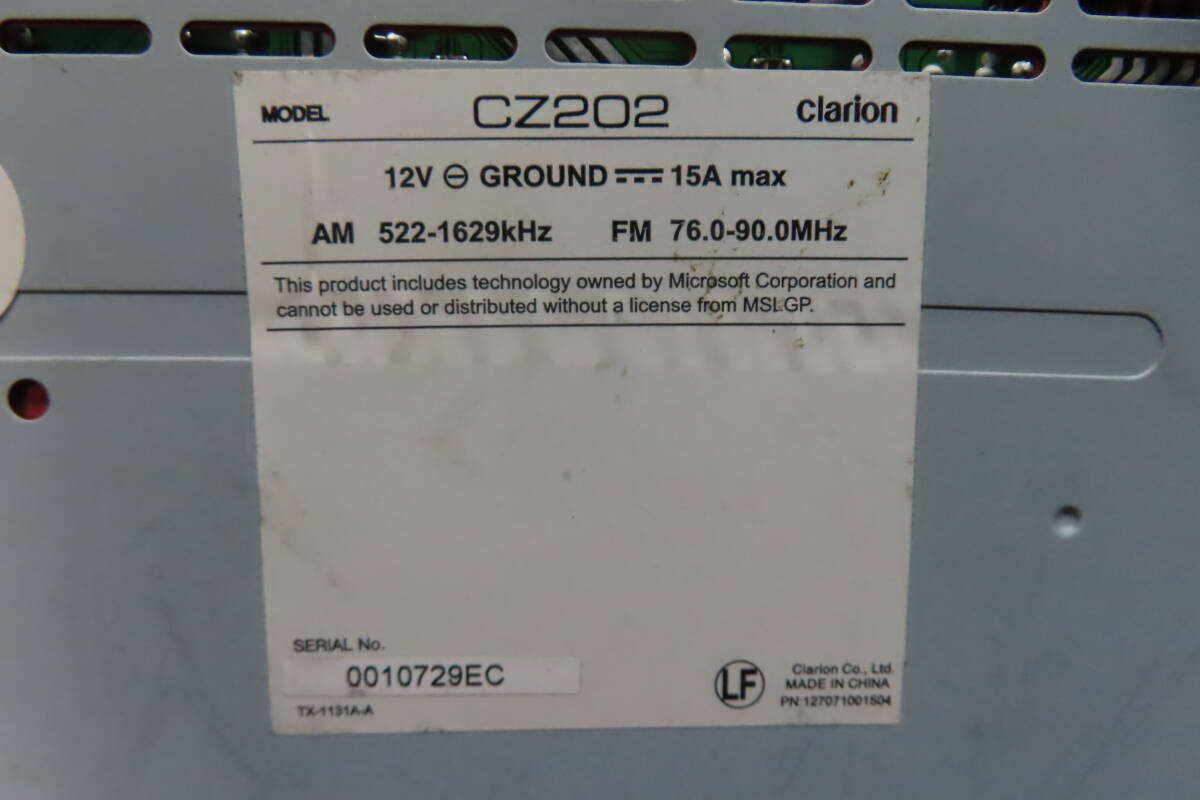 MODEL CZ202 Clarion
12V ⊖ GROUND ⎓ 15A max
AM 522-1629kHz FM 76.0-90.0MHz
This product includes technology owned by Microsoft Corporation and
cannot be used or distributed without a license from MSLGP.
SERIAL No.
0010729EC
TX-1131A-A
LF
Clarion Co., Ltd.
MADE IN CHINA
PN:127071001504